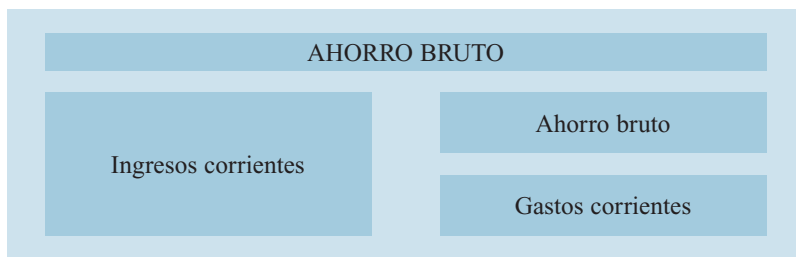 AHORRO BRUTO
Ingresos corrientes
Ahorro bruto
Gastos corrientes